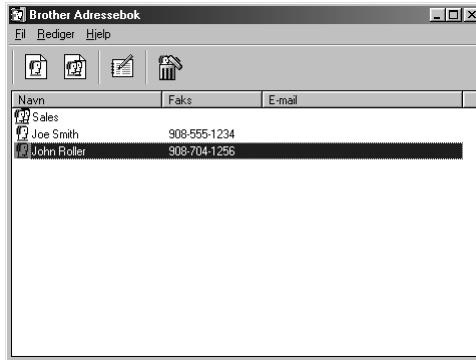 Brother Adressebok
Fil Rediger Hjelp
Navn Faks E-mail
Sales
Joe Smith 908-555-1234
John Roller 908-704-1256